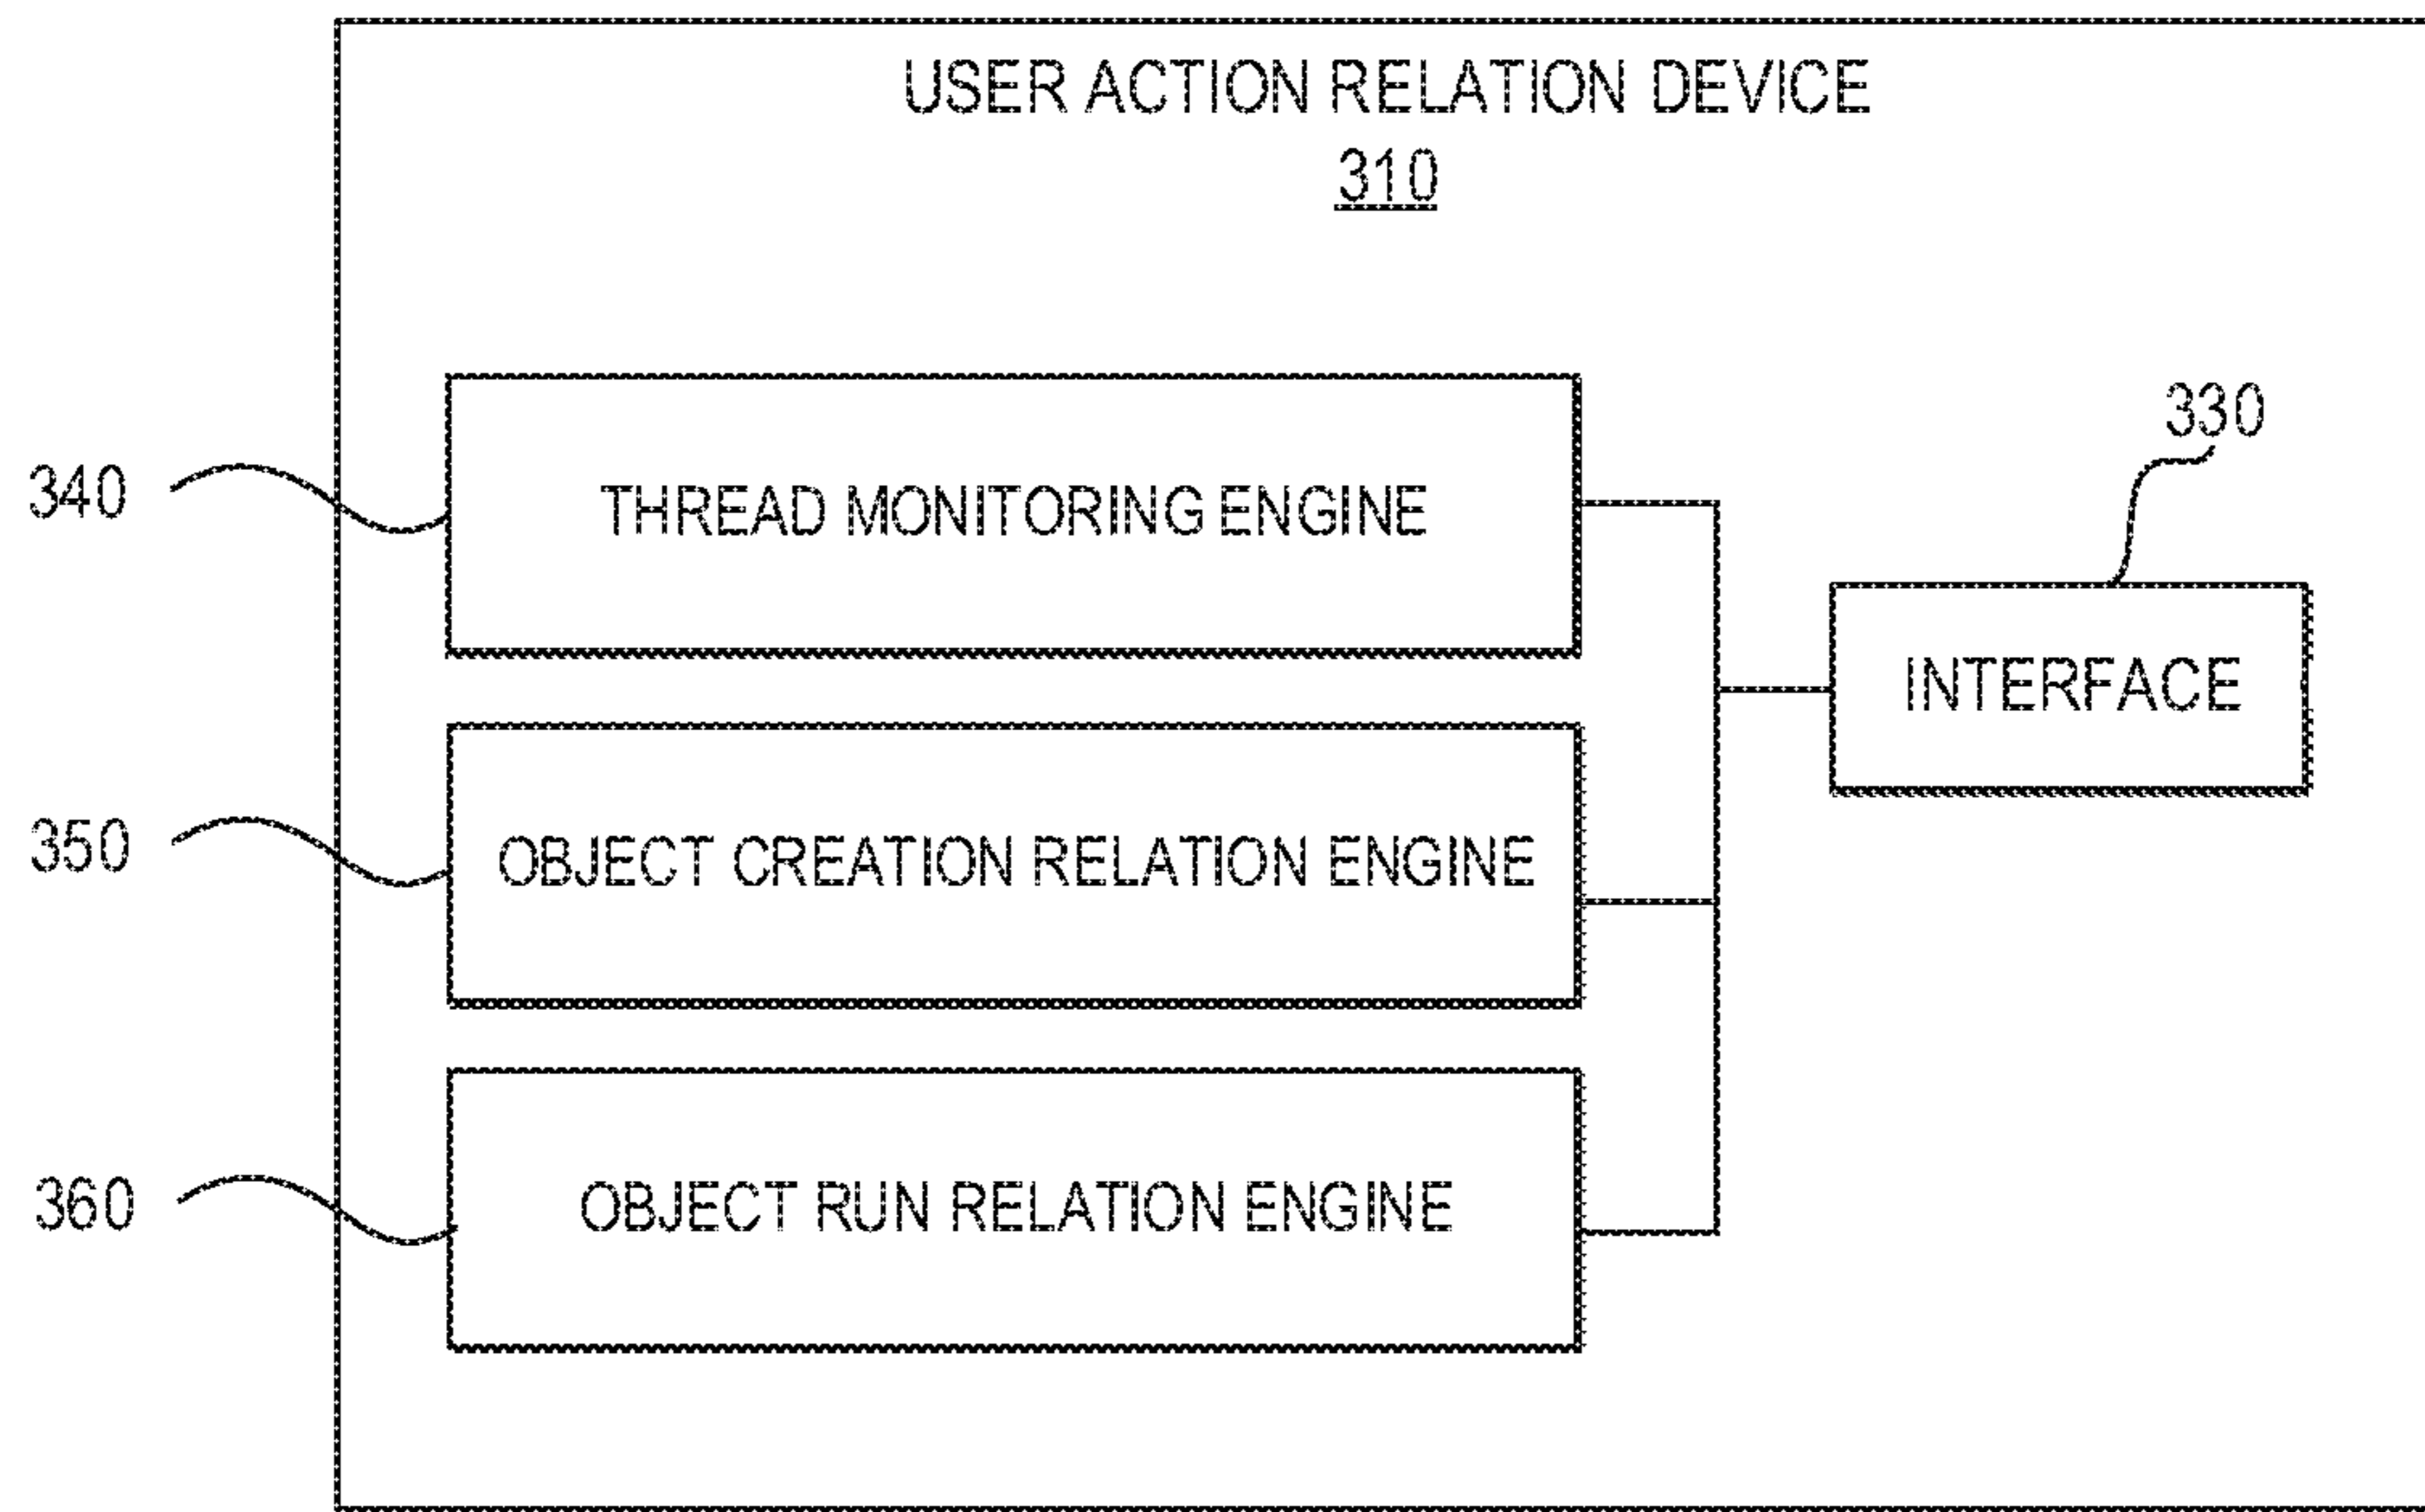 USER ACTION RELATION DEVICE
310
330
340
THREAD MONITORING ENGINE
INTERFACE
350
OBJECT CREATION RELATION ENGINE
360
OBJECT RUN RELATION ENGINE